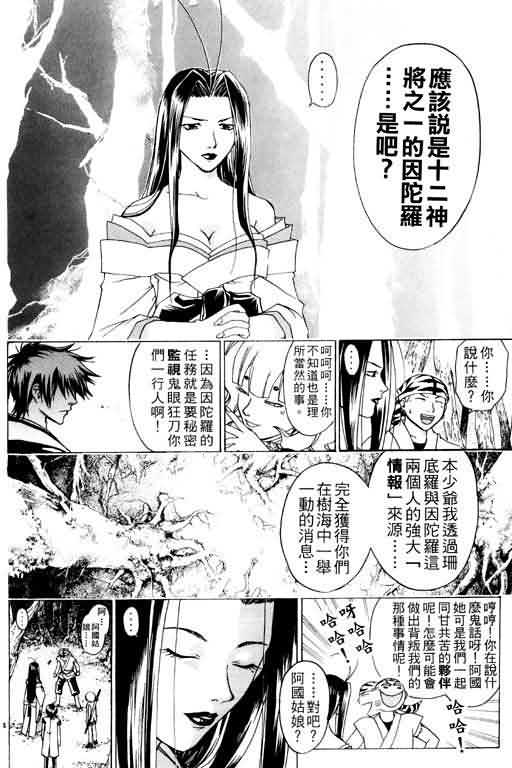 應該說是十二神
將之一的因陀羅
……是吧？
……
你…你
說什麼？
…
呵呵呵……你
不知道也是理
所當然的事。
…因為因陀羅的
任務就是要秘密
監視鬼眼狂刀你
們一行人啊！
本少爺我透過珊
底羅與因陀羅這
兩個人的強大「
情報」來源……
完全獲得你們
在樹海中一舉
一動的消息…
哼哼！你在說什
麼鬼話呀！阿國
她可是我們一起
同甘共苦的夥伴
呢！怎麼可能會
做出背叛我們的
那種事情呢！
哈呀哈哈
哈哈！
……對吧？
阿國姑娘？
…
阿…阿國姑
娘……